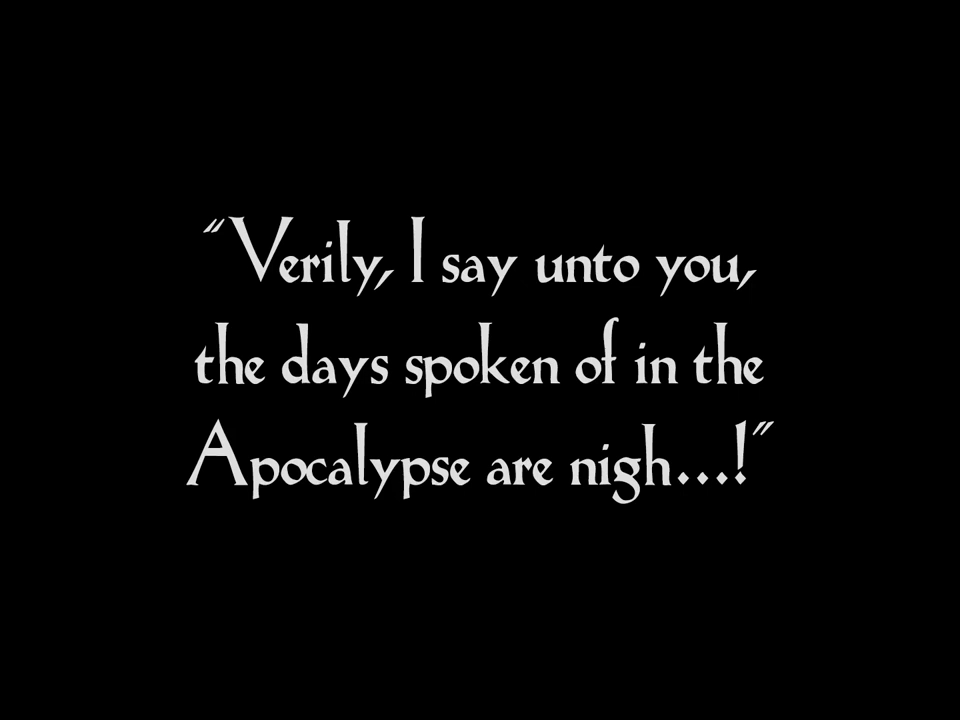 “Verily, I say unto you,
the days spoken of in the
Apocalypse are nigh...!”